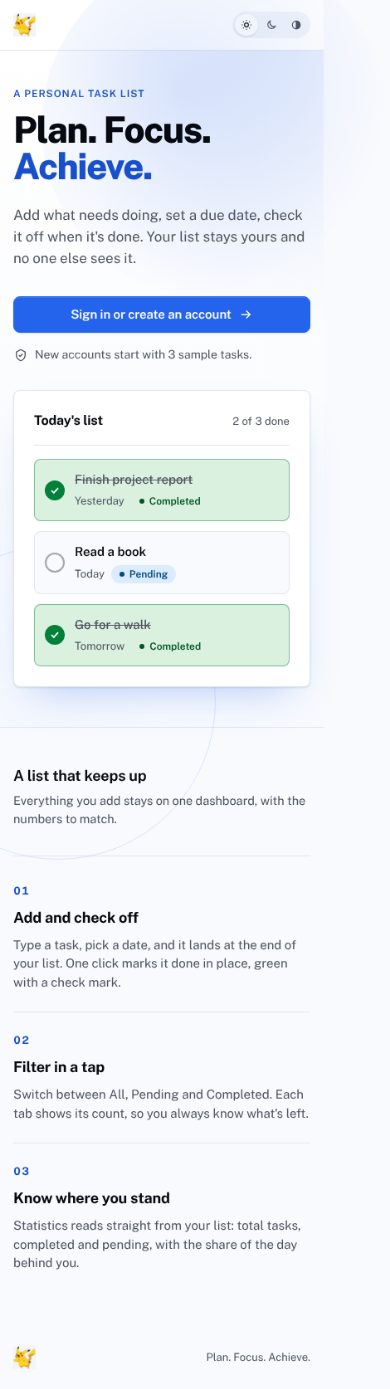 A PERSONAL TASK LIST
Plan. Focus.
Achieve.
Add what needs doing, set a due date, check
it off when it's done. Your list stays yours and
no one else sees it.
Sign in or create an account
New accounts start with 3 sample tasks.
Today's list
2 of 3 done
Finish project report
Yesterday
Completed
Read a book
Today
Pending
Go for a walk
Tomorrow
Completed
A list that keeps up
Everything you add stays on one dashboard, with the
numbers to match.
01
Add and check off
Type a task, pick a date, and it lands at the end of
your list. One click marks it done in place, green
with a check mark.
02
Filter in a tap
Switch between All, Pending and Completed. Each
tab shows its count, so you always know what's left.
03
Know where you stand
Statistics reads straight from your list: total tasks,
completed and pending, with the share of the day
behind you.
Plan. Focus. Achieve.